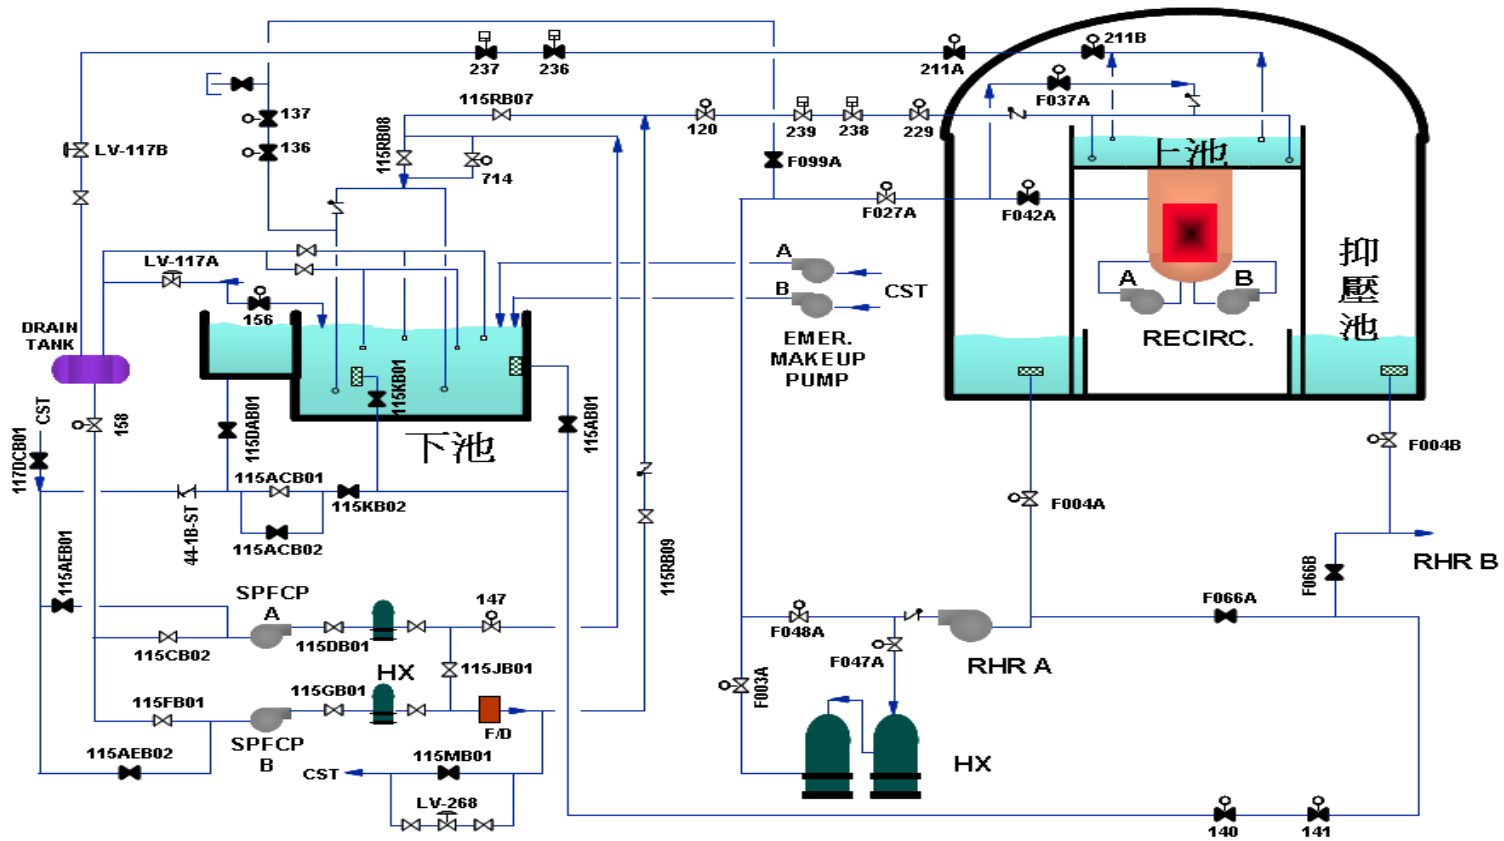 211B
237
236
211A
F037A
115RB07
137
120
239
238
229
LV-117B
136
115RB08
714
F099A
上池
F027A
F042A
LV-117A
A
CST
B
156
抑
壓
池
A
B
RECIRC.
DRAIN
TANK
EMER.
MAKEUP
PUMP
115KB01
CST
158
115DAB01
下池
115AB01
117DCB01
F004B
115ACB01
115KB02
F004A
44-1B-ST
115ACB02
115RB09
RHR B
115AEB01
F066B
SPFCP
A
147
F066A
115DB01
F048A
115CB02
HX
115JB01
F047A
RHR A
F003A
115GB01
115FB01
SPFCP
B
F/D
115AEB02
115MB01
CST
HX
LV-268
140
141